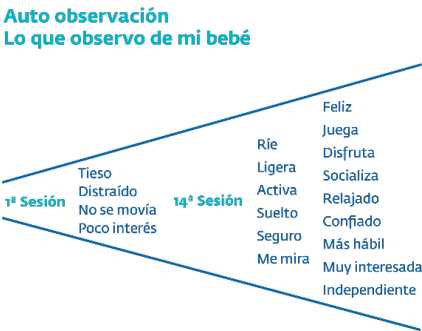 Auto observación
Lo que observo de mi bebé
1ª Sesión
Tieso
Distraído
No se movía
Poco interés
14ª Sesión
Ríe
Ligera
Activa
Suelto
Seguro
Me mira
Feliz
Juega
Disfruta
Socializa
Relajado
Confiado
Más hábil
Muy interesada
Independiente